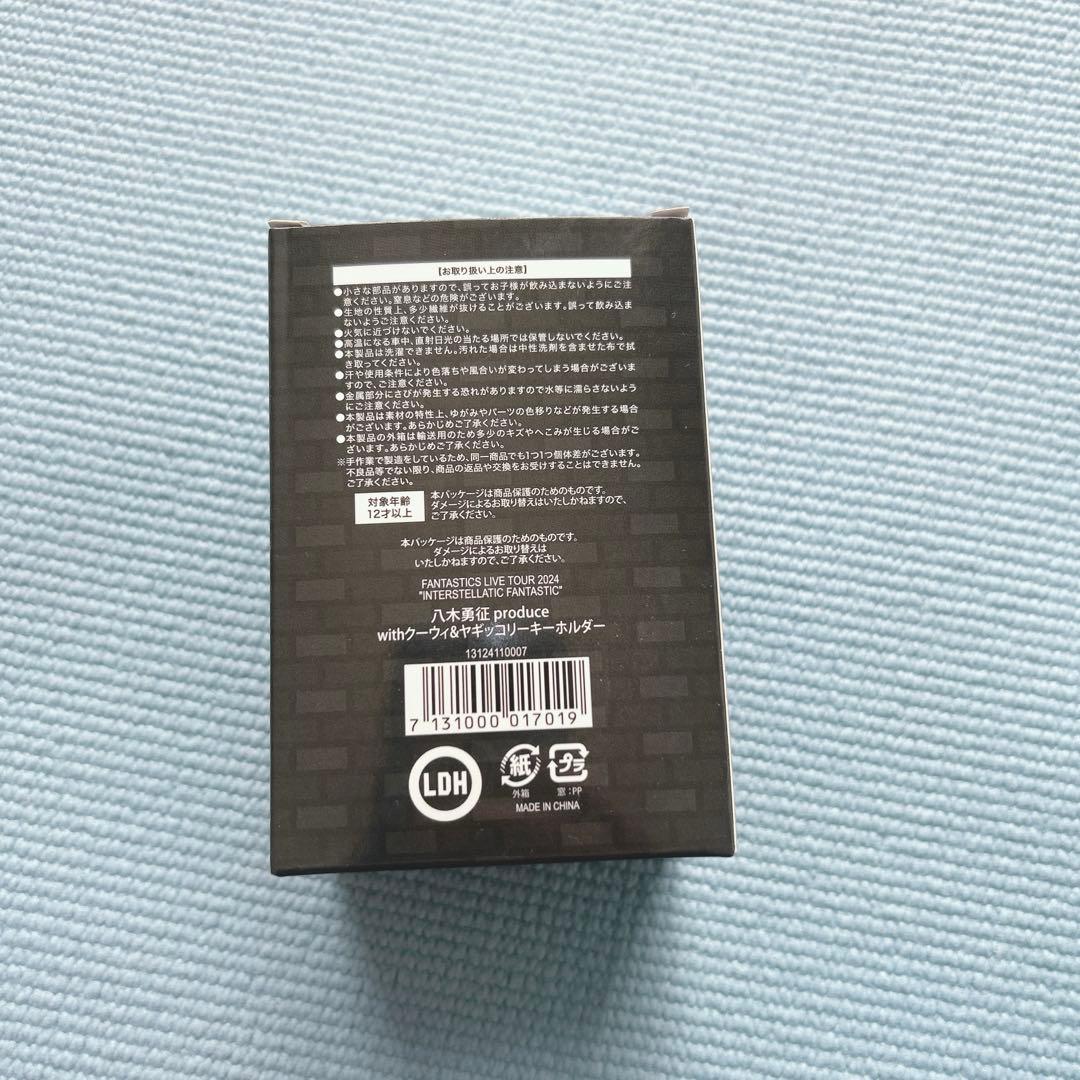 【お取り扱い上の注意】
●小さな部品がありますので、誤ってお子様が飲み込まないようにご注
意ください。窒息などの危険がございます。
●生地の性質上、多少繊維が抜けることがございます。誤って飲み込ま
ないようご注意ください。
●火気に近づけないでください。
●高温になる車中、直射日光の当たる場所では保管しないでください。
●本製品は洗濯できません。汚れた場合は中性洗剤を含ませた布で拭
き取ってください。
●汗や使用条件により色落ちや風合いが変わってしまう場合がございま
すので、ご注意ください。
●金属部分にさびが発生する恐れがありますので水等に濡らさないよう
にご注意ください。
●本製品は素材の特性上、ゆがみやパーツの色移りなどが発生する場合
がございます。あらかじめご了承ください。
●本製品の外箱は輸送用のため多少のキズやへこみが生じる場合がご
ざいます。あらかじめご了承ください。
※手作業で製造をしているため、同一商品でも1つ1つ個体差がございます。
不良品等でない限り、商品の返品や交換をお受けすることはできません。
ご了承ください。
対象年齢
12才以上
本パッケージは商品保護のためのものです。
ダメージによるお取り替えはいたしかねますので、
ご了承ください。
本パッケージは商品保護のためのものです。
ダメージによるお取り替えは
いたしかねますので、ご了承ください。
FANTASTICS LIVE TOUR 2024
"INTERSTELLATIC FANTASTIC"
八木勇征 produce
withクーウィ&ヤギッコリーキーホルダー
13124110007
7 131000 017019
LDH
紙
外箱
プラ
窓:PP
MADE IN CHINA